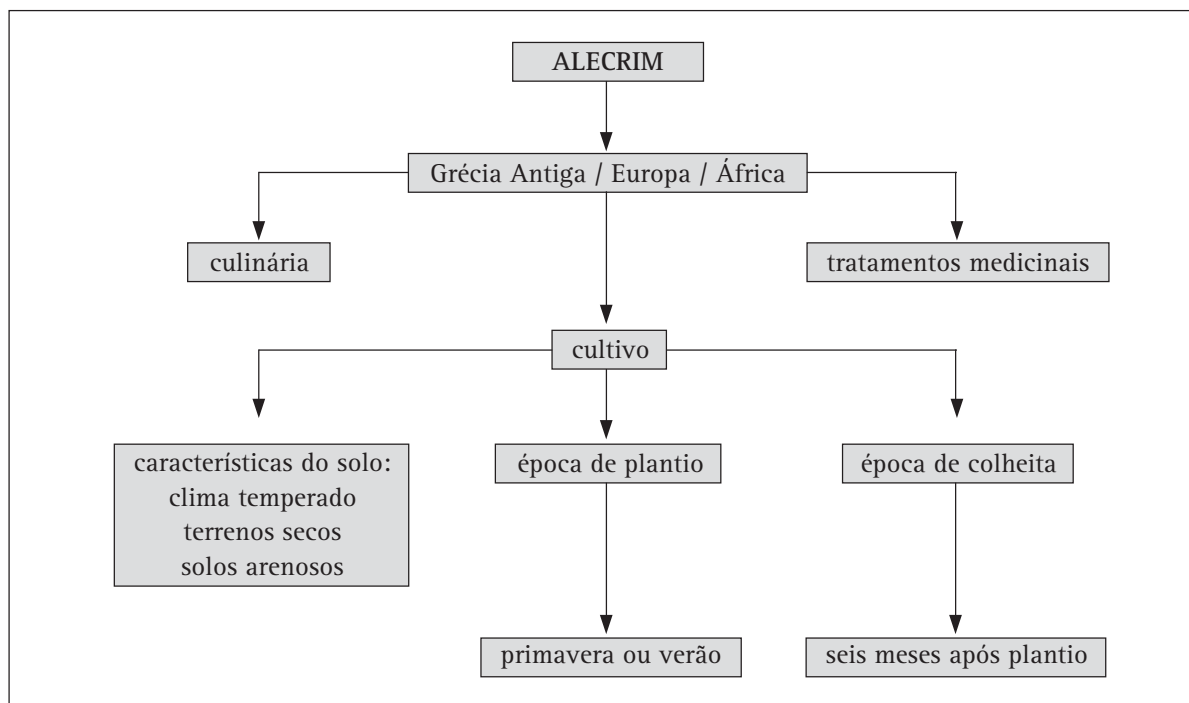 ALECRIM
Grécia Antiga / Europa / África
culinária
tratamentos medicinais
cultivo
características do solo:
clima temperado
terrenos secos
solos arenosos
época de plantio
época de colheita
primavera ou verão
seis meses após plantio